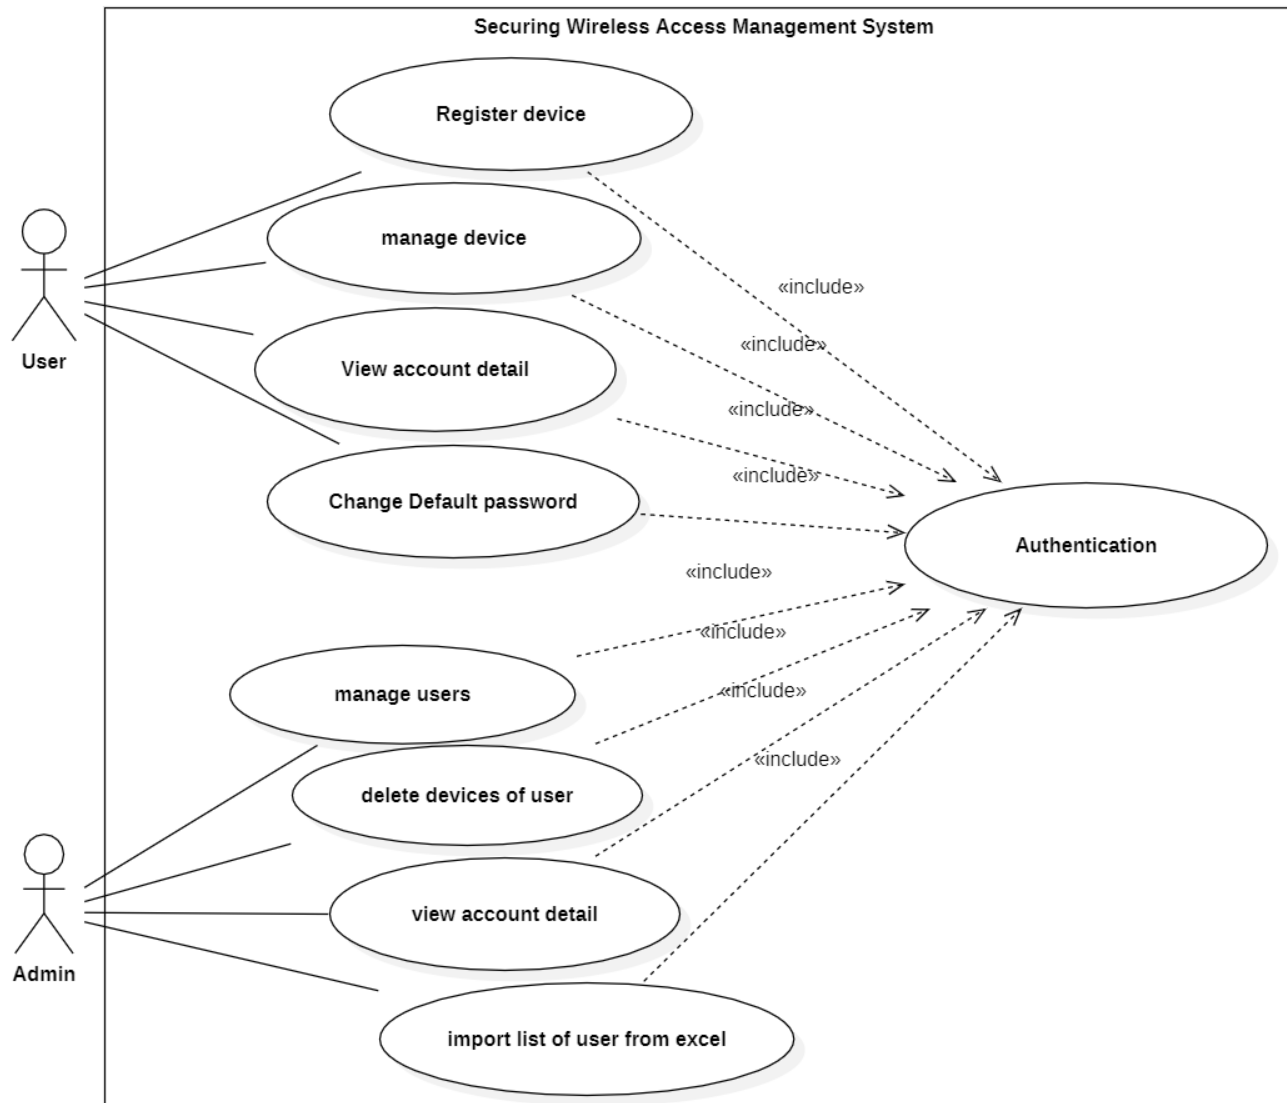 Securing Wireless Access Management System
Register device
manage device
«include»
User
«include»
View account detail
«include»
«include»
Change Default password
Authentication
«include»
«include»
manage users
«include»
«include»
delete devices of user
view account detail
Admin
import list of user from excel